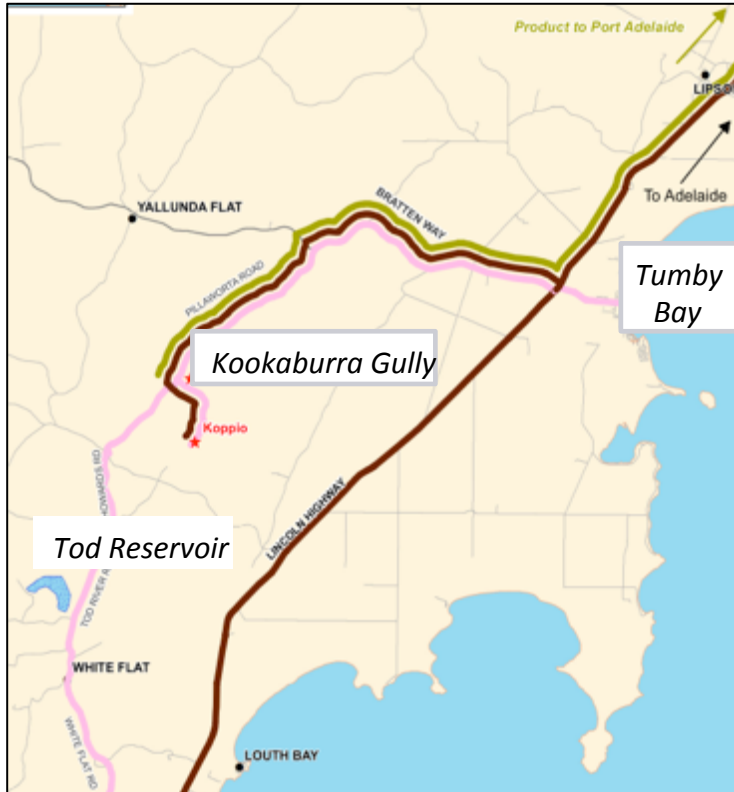 Product to Port Adelaide
To Adelaide
YALLUNDA FLAT
BRATTEN WAY
PILLAWORTA ROAD
Tumby
Bay
Kookaburra Gully
Koppio
LINCOLN HIGHWAY
Tod Reservoir
TOD RIVER
WHITE FLAT
WHITE FLAT RD
LOUTH BAY